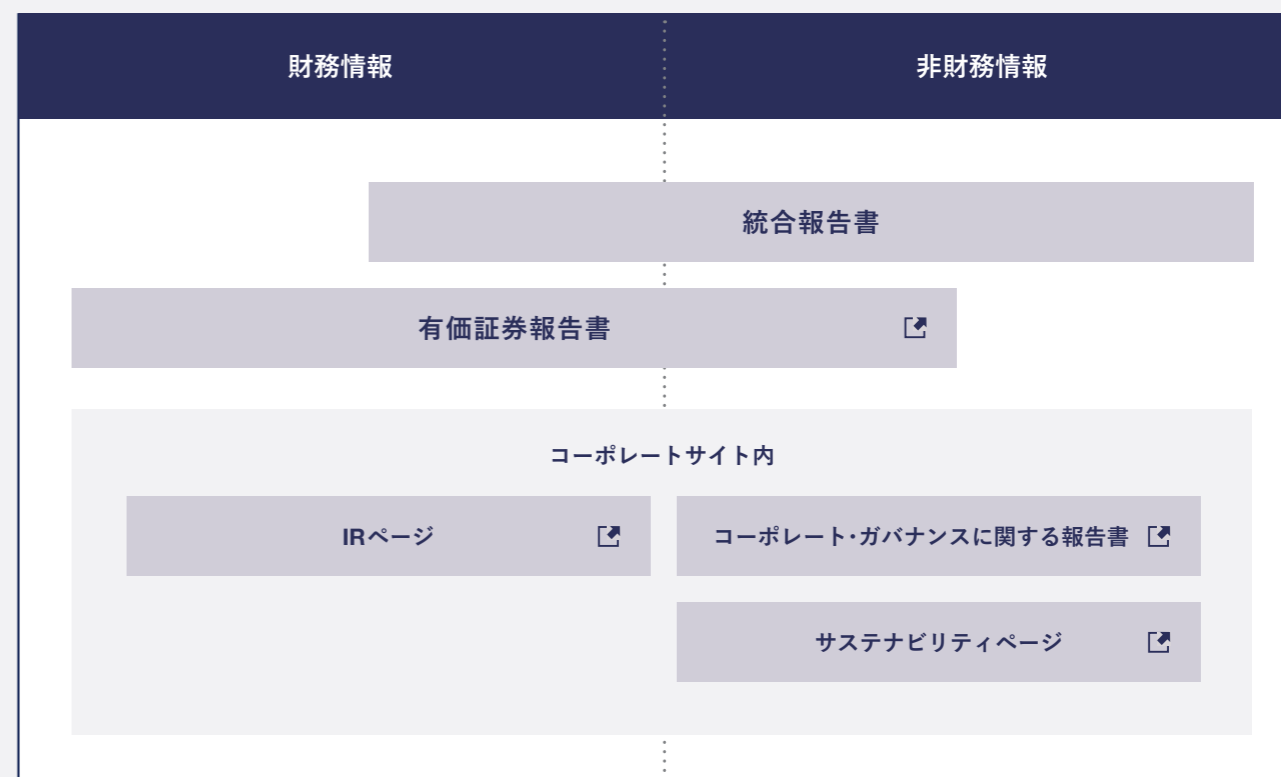 財務情報
非財務情報
統合報告書
有価証券報告書
コーポレートサイト内
IRページ
コーポレート・ガバナンスに関する報告書
サステナビリティページ